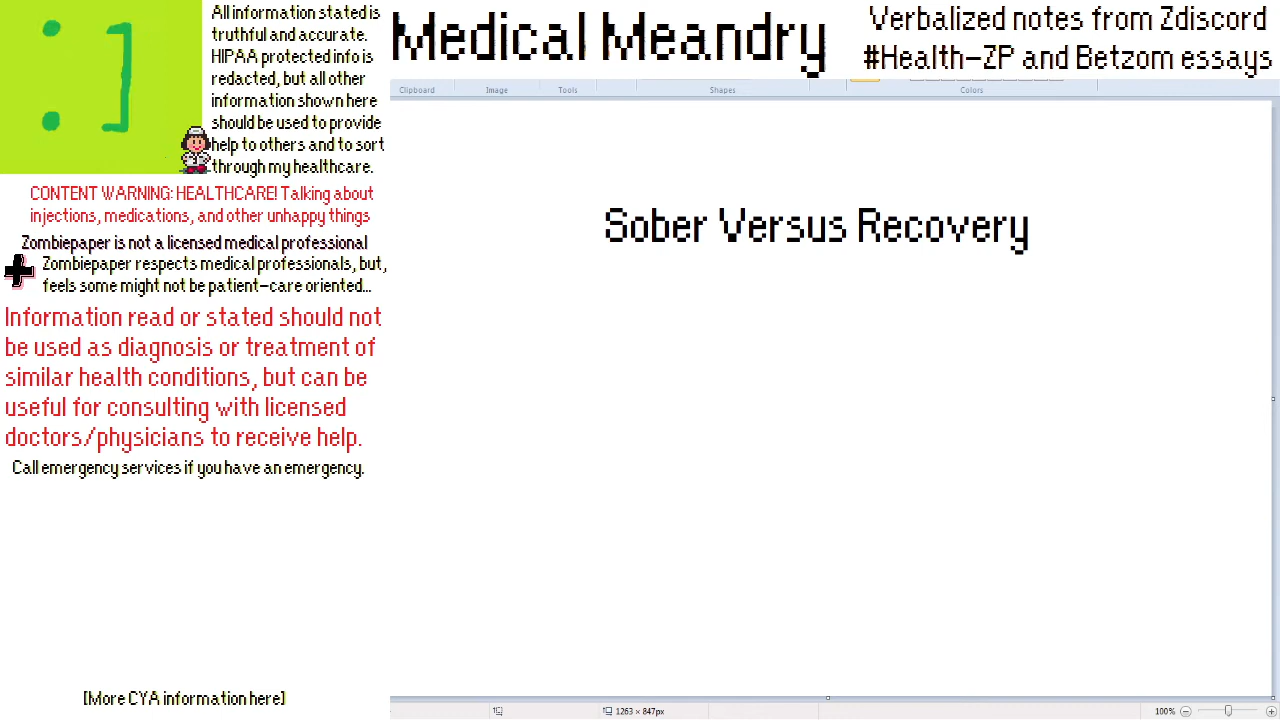 All information stated is
truthful and accurate.
HIPAA protected info is
redacted, but all other
information shown here
should be used to provide
help to others and to sort
through my healthcare.
CONTENT WARNING: HEALTHCARE! Talking about
injections, medications, and other unhappy things
Zombiepaper is not a licensed medical professional
Zombiepaper respects medical professionals, but,
feels some might not be patient-care oriented...
Information read or stated should not
be used as diagnosis or treatment of
similar health conditions, but can be
useful for consulting with licensed
doctors/physicians to receive help.
Call emergency services if you have an emergency.
[More CYA information here]
Medical Meandry
Verbalized notes from Zdiscord
#Health-ZP and Betzom essays
Clipboard
Image
Tools
Shapes
Colors
Sober Versus Recovery
1263 × 847px
100%